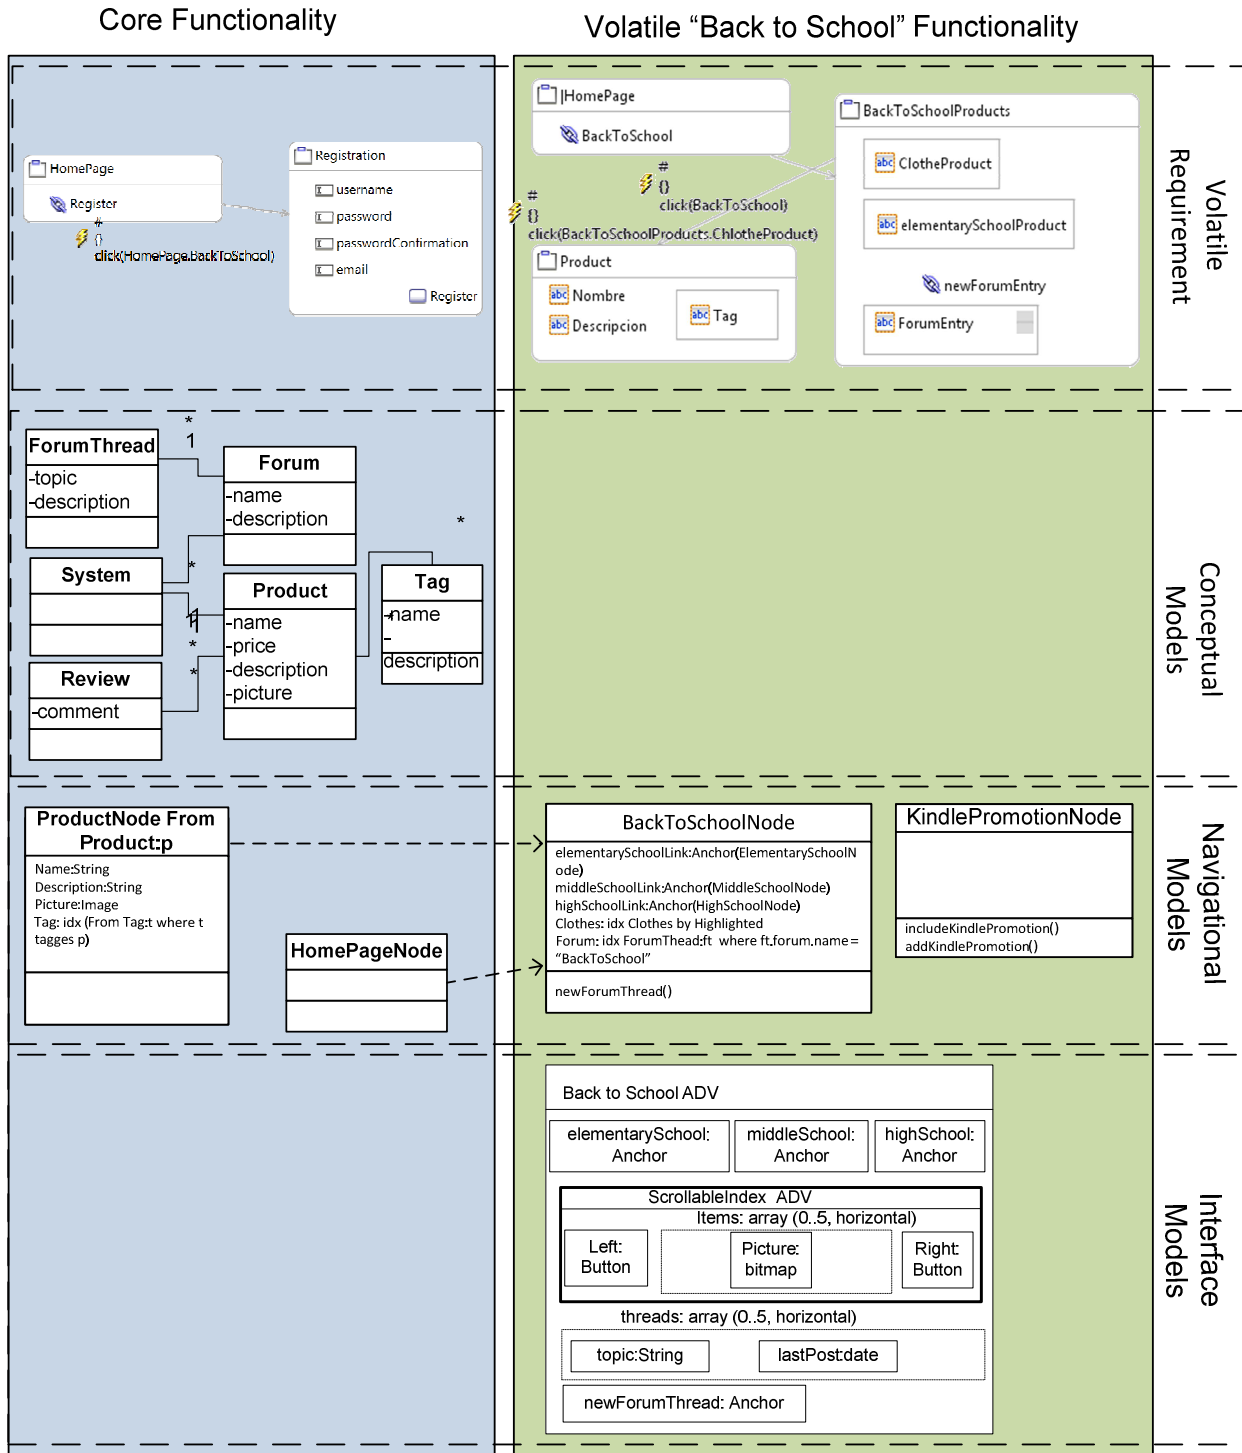 Core Functionality
Volatile “Back to School” Functionality
HomePage
Register
#
{}
click(HomePage.BackToSchool)
Registration
username
password
passwordConfirmation
email
Register
|HomePage
BackToSchool
#
{}
click(BackToSchool)
#
{}
click(BackToSchoolProducts.ChlotheProduct)
BackToSchoolProducts
ClotheProduct
elementarySchoolProduct
newForumEntry
ForumEntry
Product
Nombre
Descripcion
Tag
Volatile
Requirement
ForumThread
-topic
-description
*
1
Forum
-name
-description
System
*
1
*
*
Product
-name
-price
-description
-picture
*
Tag
-name
*
-
description
Review
-comment
Conceptual
Models
ProductNode From
Product:p
Name:String
Description:String
Picture:Image
Tag: idx (From Tag:t where t
tagges p)
HomePageNode
BackToSchoolNode
elementarySchoolLink:Anchor(ElementarySchoolN
ode)
middleSchoolLink:Anchor(MiddleSchoolNode)
highSchoolLink:Anchor(HighSchoolNode)
Clothes: idx Clothes by Highlighted
Forum: idx ForumThead:ft where ft.forum.name =
“BackToSchool”
newForumThread()
KindlePromotionNode
includeKindlePromotion()
addKindlePromotion()
Navigational
Models
Back to School ADV
elementarySchool:
Anchor
middleSchool:
Anchor
highSchool:
Anchor
ScrollableIndex ADV
Items: array (0..5, horizontal)
Left:
Button
Picture:
bitmap
Right:
Button
threads: array (0..5, horizontal)
topic:String
lastPost:date
newForumThread: Anchor
Interface
Models